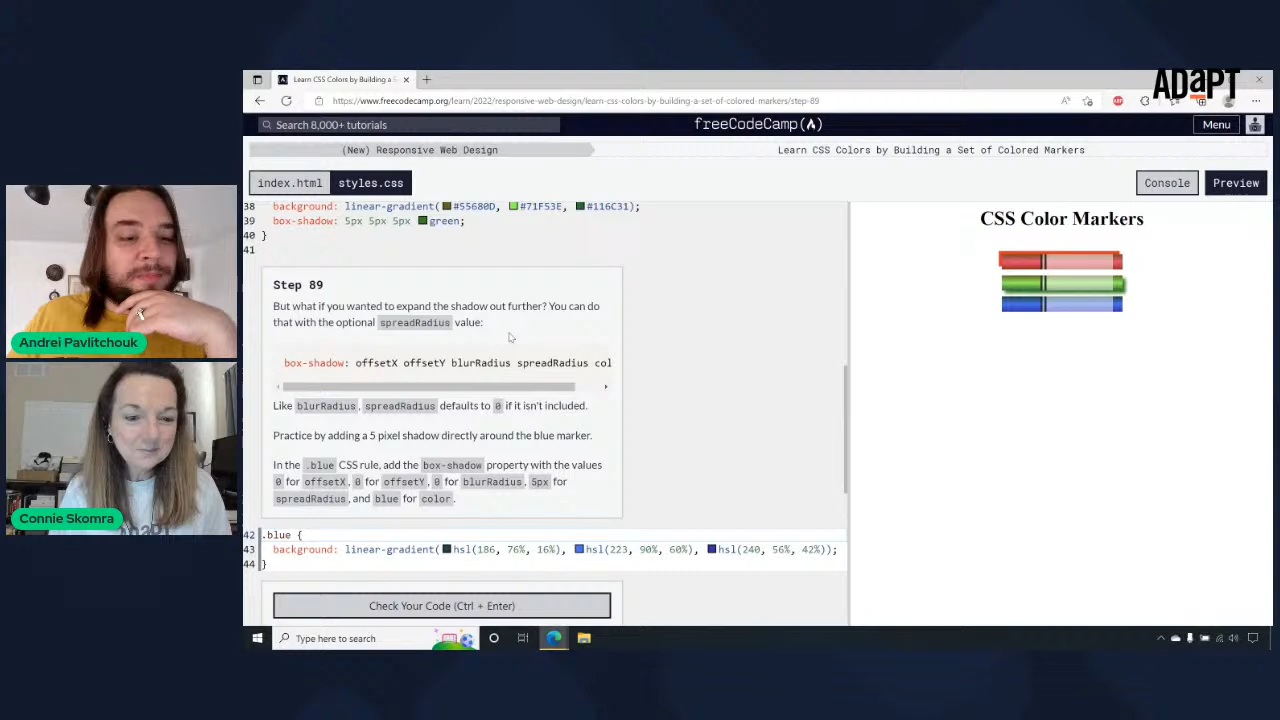 ADAPT
Learn CSS Colors by Building a S
https://www.freecodecamp.org/learn/2022/responsive-web-design/learn-css-colors-by-building-a-set-of-colored-markers/step-89
Search 8,000+ tutorials
freeCodeCamp
Menu
(New) Responsive Web Design
Learn CSS Colors by Building a Set of Colored Markers
index.html
styles.css
Console
Preview
38 background: linear-gradient(#55680D, #71F53E, #116C31);
39 box-shadow: 5px 5px 5px green;
40 }
41
Step 89
But what if you wanted to expand the shadow out further? You can do
that with the optional spreadRadius value:
box-shadow: offsetX offsetY blurRadius spreadRadius col
Like blurRadius, spreadRadius defaults to 0 if it isn't included.
Practice by adding a 5 pixel shadow directly around the blue marker.
In the .blue CSS rule, add the box-shadow property with the values
0 for offsetX, 0 for offsetY, 0 for blurRadius, 5px for
spreadRadius, and blue for color.
42 .blue {
43 background: linear-gradient(hsl(186, 76%, 16%), hsl(223, 90%, 60%), hsl(240, 56%, 42%));
44 }
Check Your Code (Ctrl + Enter)
CSS Color Markers
Andrei Pavlitchouk
Connie Skomra
Type here to search